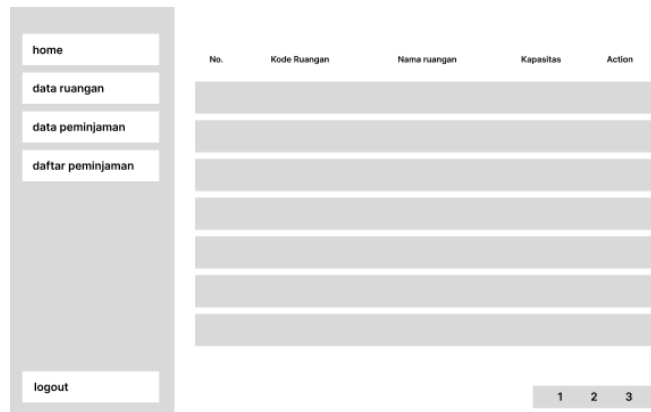 home
data ruangan
data peminjaman
daftar peminjaman
logout
No. Kode Ruangan Nama ruangan Kapasitas Action
1 2 3